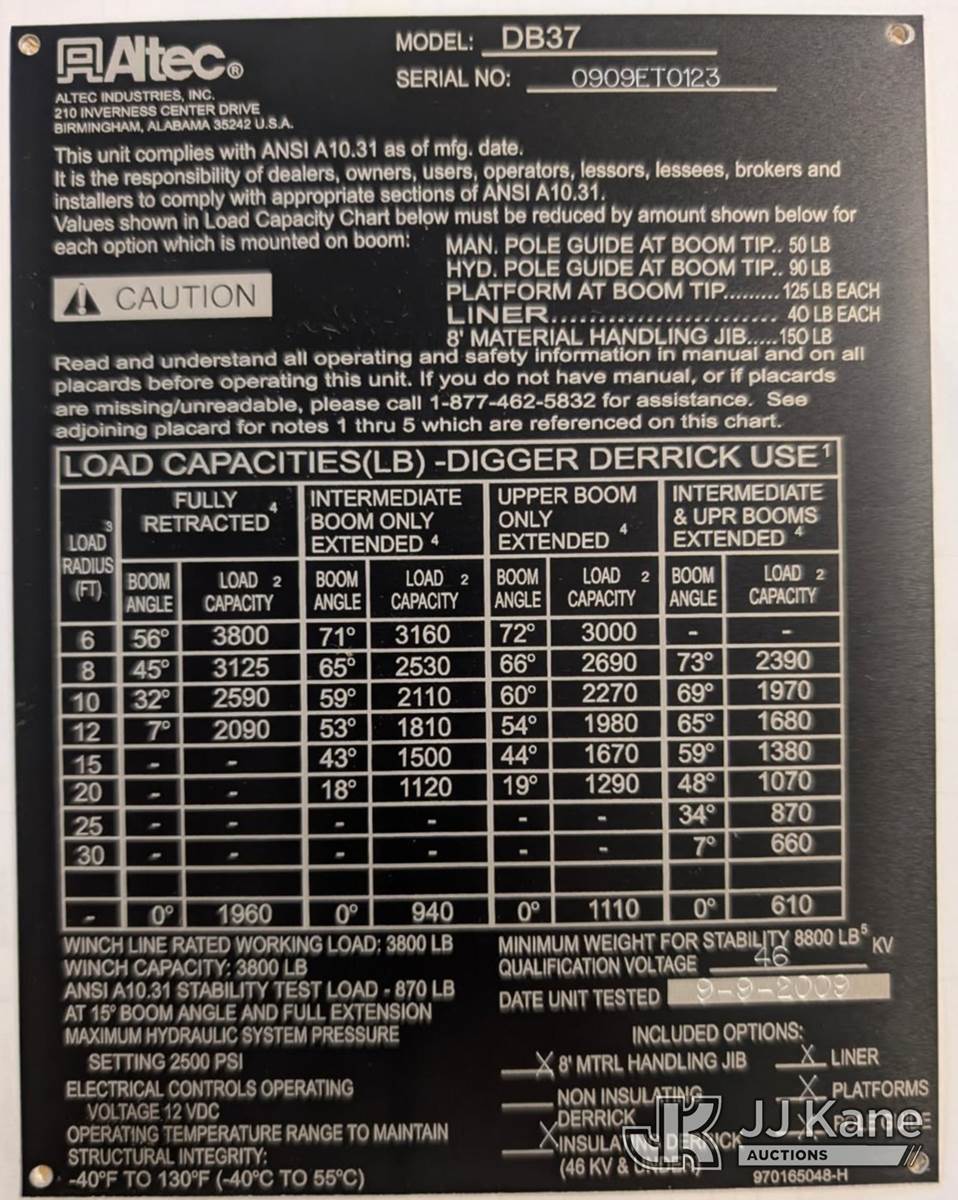 Altec®
MODEL: DB37
SERIAL NO: 0909ET0123
ALTEC INDUSTRIES, INC.
210 INVERNESS CENTER DRIVE
BIRMINGHAM, ALABAMA 35242 U.S.A.
This unit complies with ANSI A10.31 as of mfg. date.
It is the responsibility of dealers, owners, users, operators, lessors, lessees, brokers and
installers to comply with appropriate sections of ANSI A10.31.
Values shown in Load Capacity Chart below must be reduced by amount shown below for
each option which is mounted on boom:
MAN. POLE GUIDE AT BOOM TIP.. 50 LB
HYD. POLE GUIDE AT BOOM TIP.. 90 LB
PLATFORM AT BOOM TIP......... 125 LB EACH
LINER........................ 40 LB EACH
8' MATERIAL HANDLING JIB.....150 LB
CAUTION
Read and understand all operating and safety information in manual and on all
placards before operating this unit. If you do not have manual, or if placards
are missing/unreadable, please call 1-877-462-5832 for assistance. See
adjoining placard for notes 1 thru 5 which are referenced on this chart.
LOAD CAPACITIES(LB) -DIGGER DERRICK USE 1
LOAD 3 RADIUS (FT)
FULLY RETRACTED 4
INTERMEDIATE BOOM ONLY EXTENDED 4
UPPER BOOM ONLY EXTENDED 4
INTERMEDIATE & UPR BOOMS EXTENDED 4
BOOM ANGLE LOAD 2 CAPACITY BOOM ANGLE LOAD 2 CAPACITY BOOM ANGLE LOAD 2 CAPACITY BOOM ANGLE LOAD 2 CAPACITY
6 56° 3800 71° 3160 72° 3000 - -
8 45° 3125 65° 2530 66° 2690 73° 2390
10 32° 2590 59° 2110 60° 2270 69° 1970
12 7° 2090 53° 1810 54° 1980 65° 1680
15 - - 43° 1500 44° 1670 59° 1380
20 - - 18° 1120 19° 1290 48° 1070
25 - - - - - - 34° 870
30 - - - - - - 7° 660
- 0° 1960 0° 940 0° 1110 0° 610
WINCH LINE RATED WORKING LOAD: 3800 LB
WINCH CAPACITY: 3800 LB
ANSI A10.31 STABILITY TEST LOAD - 870 LB
AT 15° BOOM ANGLE AND FULL EXTENSION
MAXIMUM HYDRAULIC SYSTEM PRESSURE
SETTING 2500 PSI
ELECTRICAL CONTROLS OPERATING
VOLTAGE 12 VDC
OPERATING TEMPERATURE RANGE TO MAINTAIN
STRUCTURAL INTEGRITY:
-40°F TO 130°F (-40°C TO 55°C)
MINIMUM WEIGHT FOR STABILITY 8800 LB 5
QUALIFICATION VOLTAGE 46 KV
DATE UNIT TESTED 9-9-2009
INCLUDED OPTIONS:
X 8' MTRL HANDLING JIB
X LINER
NON INSULATING
DERRICK
X PLATFORMS
X INSULATING DERRICK
(46 KV & UNDER)
970165048-H
JK JJ Kane
AUCTIONS